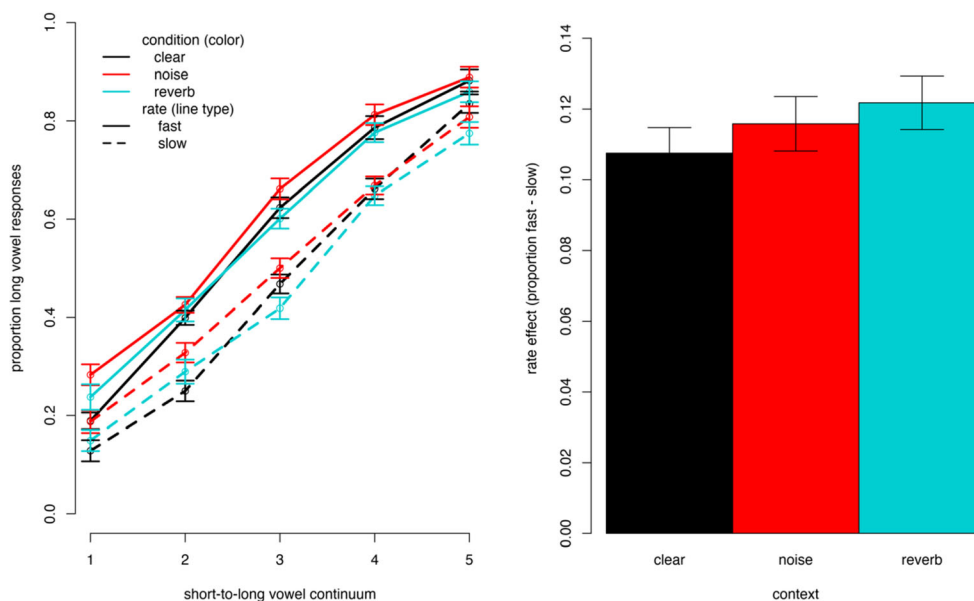 proportion long vowel responses
1.0
0.8
0.6
0.4
0.2
0.0
condition (color)
clear
noise
reverb
rate (line type)
fast
slow
1 2 3 4 5
short-to-long vowel continuum
rate effect (proportion fast - slow)
0.14
0.12
0.10
0.08
0.06
0.04
0.02
0.00
clear noise reverb
context